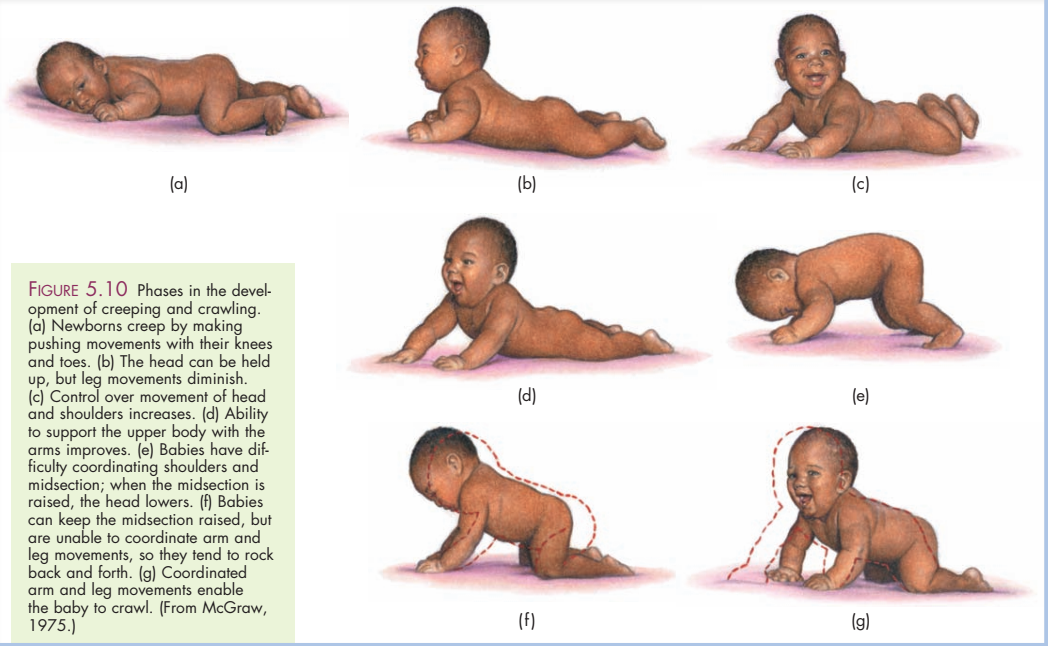 (a)
(b)
(c)
(d)
(e)
FIGURE 5.10 Phases in the devel-
opment of creeping and crawling.
(a) Newborns creep by making
pushing movements with their knees
and toes. (b) The head can be held
up, but leg movements diminish.
(c) Control over movement of head
and shoulders increases. (d) Ability
to support the upper body with the
arms improves. (e) Babies have dif-
ficulty coordinating shoulders and
midsection; when the midsection is
raised, the head lowers. (f) Babies
can keep the midsection raised, but
are unable to coordinate arm and
leg movements, so they tend to rock
back and forth. (g) Coordinated
arm and leg movements enable
the baby to crawl. (From McGraw,
1975.)
(f)
(g)